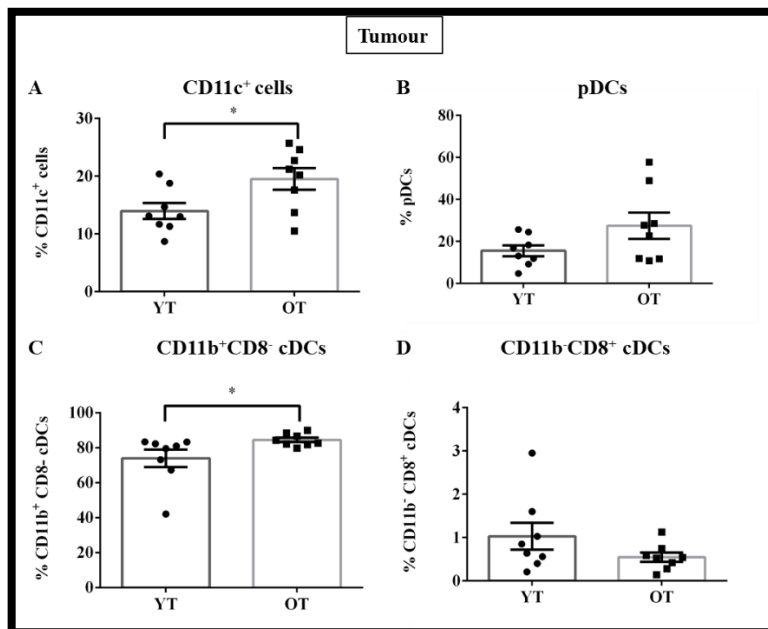 Tumour
A CD11c⁺ cells
*
% CD11c⁺ cells
30
20
10
0
YT OT
B pDCs
% pDCs
80
60
40
20
0
YT OT
C CD11b⁺CD8⁻ cDCs
*
% CD11b⁺ CD8- cDCs
100
80
60
40
20
0
YT OT
D CD11b⁻CD8⁺ cDCs
% CD11b⁻ CD8⁺ cDCs
4
3
2
1
0
YT OT